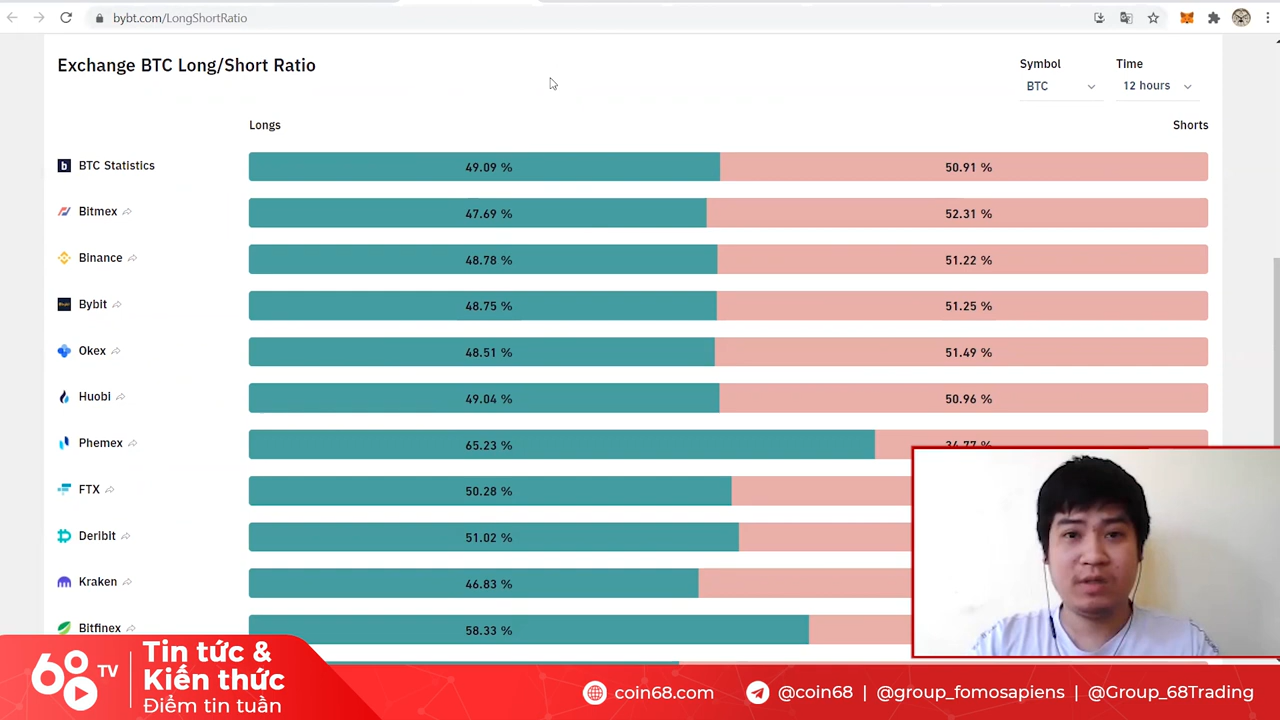 bybt.com/LongShortRatio
Exchange BTC Long/Short Ratio
Symbol
Time
BTC
12 hours
Longs
Shorts
BTC Statistics
49.09 %
50.91 %
Bitmex
47.69 %
52.31 %
Binance
48.78 %
51.22 %
Bybit
48.75 %
51.25 %
Okex
48.51 %
51.49 %
Huobi
49.04 %
50.96 %
Phemex
65.23 %
34.77 %
FTX
50.28 %
Deribit
51.02 %
Kraken
46.83 %
Bitfinex
58.33 %
68 TV
Tin tức &
Kiến thức
Điểm tin tuần
coin68.com
@coin68 | @group_fomosapiens | @Group_68Trading